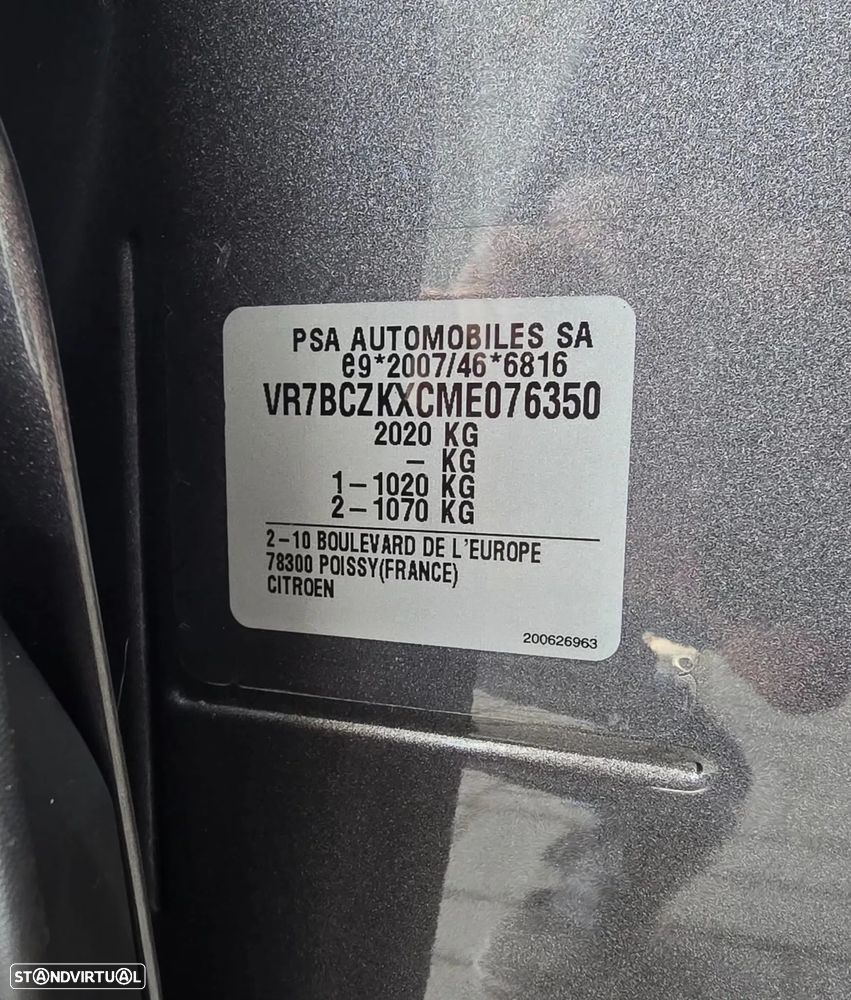 PSA AUTOMOBILES SA
e9*2007/46*6816
VR7BCZKXCME076350
2020 KG
– KG
1–1020 KG
2–1070 KG
2–10 BOULEVARD DE L'EUROPE
78300 POISSY(FRANCE)
CITROEN
200626963
STANDVIRTUAL